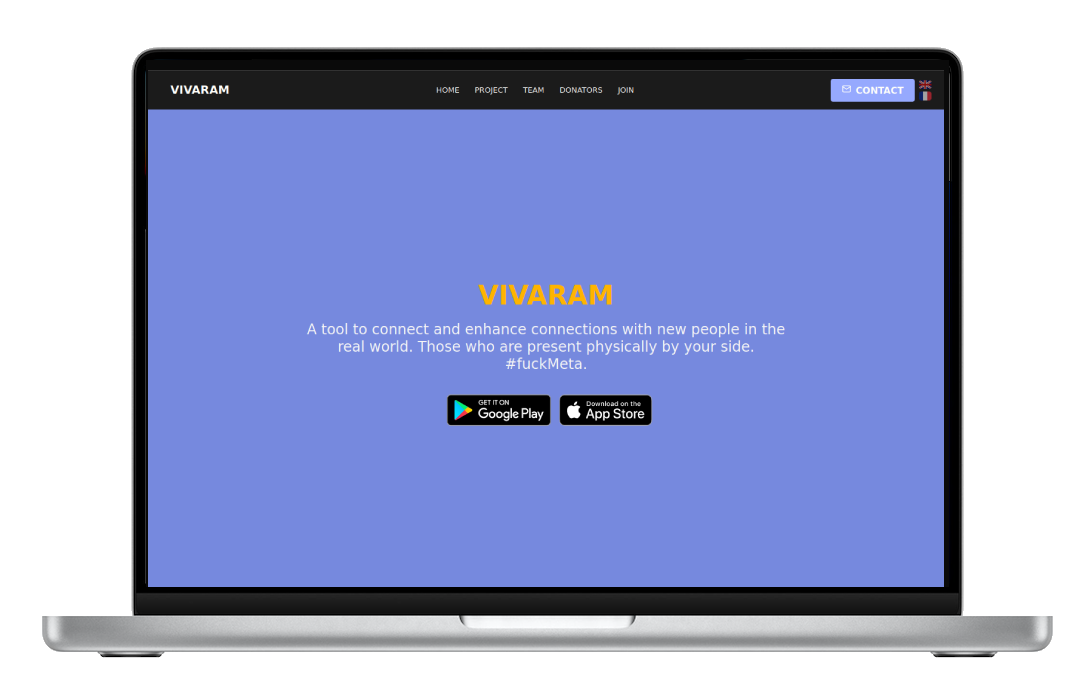 VIVARAM
HOME PROJECT TEAM DONATORS JOIN
CONTACT
VIVARAM
A tool to connect and enhance connections with new people in the
real world. Those who are present physically by your side.
#fuckMeta.
GET IT ON
Google Play
Download on the
App Store